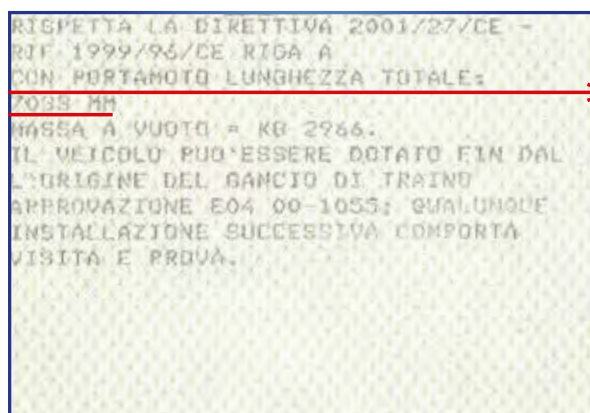 RISPETTA LA DIRETTIVA 2001/27/CE -
RIF 1999/96/CE RIGA A
CON PORTAMOTO LUNGHEZZA TOTALE:
MM
MASSA A VUOTO = KG 2966.
IL VEICOLO PUO'ESSERE DOTATO FIN DAL
L'ORIGINE DEL GANCIO DI TRAINO
APPROVAZIONE E04 00-1055; QUALUNQUE
INSTALLAZIONE SUCCESSIVA COMPORTA
VISITA E PROVA.